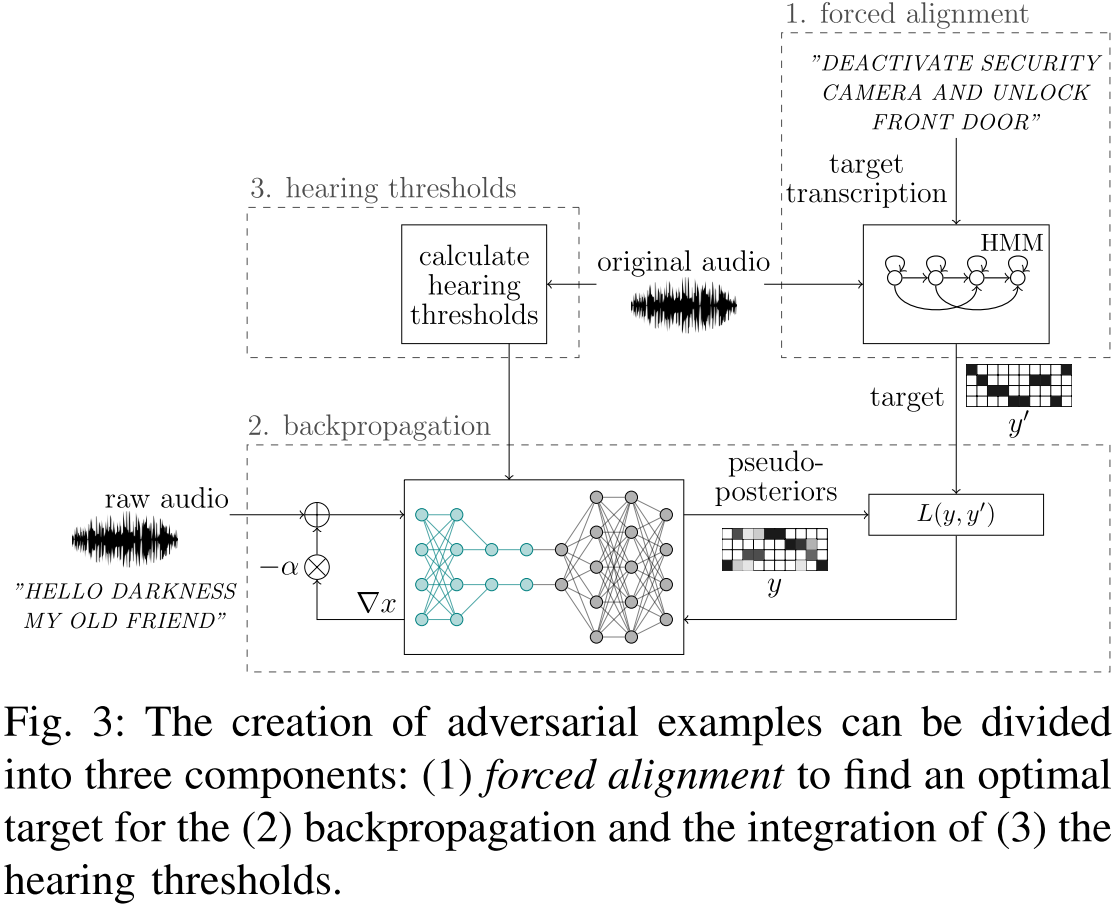 1. forced alignment
"DEACTIVATE SECURITY
CAMERA AND UNLOCK
FRONT DOOR"
target
transcription
3. hearing thresholds
HMM
calculate
hearing
thresholds
original audio
target
y′
2. backpropagation
pseudo-
posteriors
raw audio
L(y, y′)
−α
y
"HELLO DARKNESS
MY OLD FRIEND"
∇x
Fig. 3: The creation of adversarial examples can be divided
into three components: (1) forced alignment to find an optimal
target for the (2) backpropagation and the integration of (3) the
hearing thresholds.